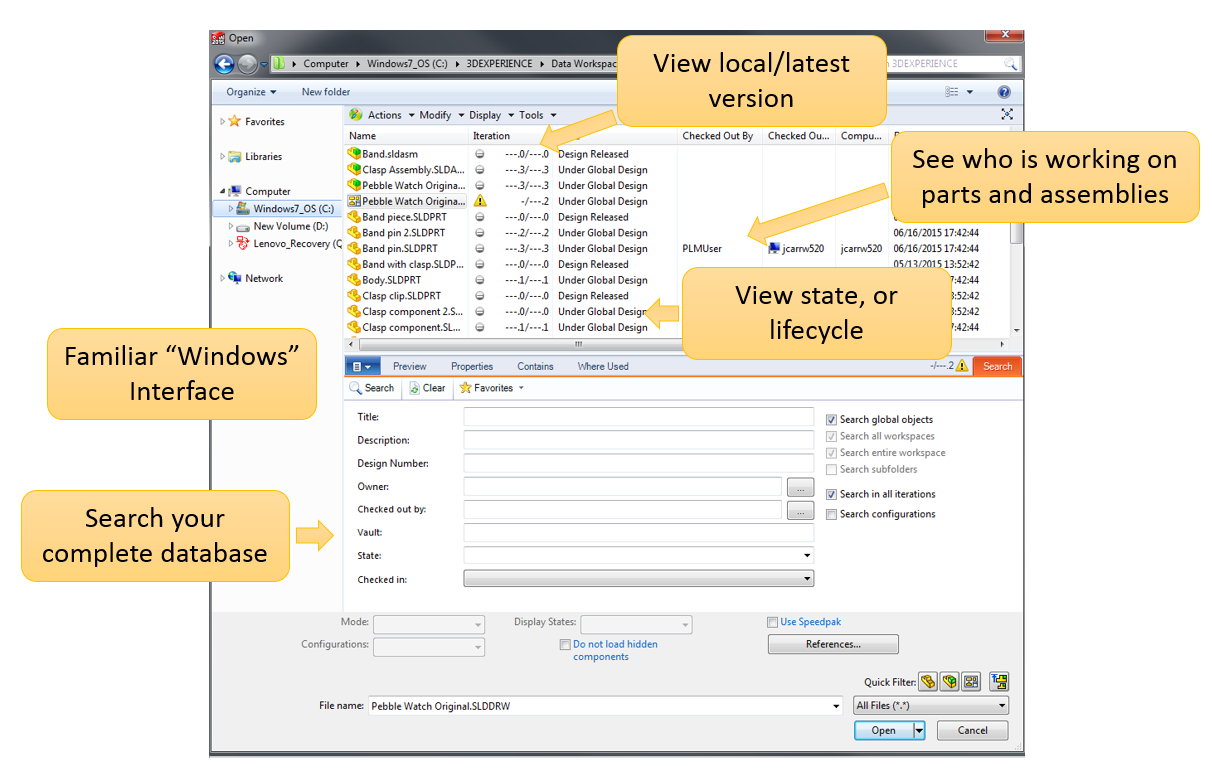 Open
View local/latest
version
Computer Windows7_OS (C:) 3DEXPERIENCE Data Workspac
3DEXPERIENCE
Organize New folder
Favorites
Libraries
Computer
Windows7_OS (C:)
New Volume (D:)
Lenovo_Recovery (Q
Network
Actions Modify Display Tools
Name Iteration Checked Out By Checked Ou... Compu...
See who is working on
parts and assemblies
Band.sldasm ---.0/---.0 Design Released
Clasp Assembly.SLDA... ---.3/---.3 Under Global Design
Pebble Watch Origina... ---.3/---.3 Under Global Design
Pebble Watch Origina... -/---.2 Under Global Design
Band piece.SLDPRT ---.0/---.0 Design Released
Band pin 2.SLDPRT ---.2/---.2 Under Global Design 06/16/2015 17:42:44
Band pin.SLDPRT ---.3/---.3 Under Global Design PLMUser jcarrw520 jcarrw520 06/16/2015 17:42:44
Band with clasp.SLDP... ---.0/---.0 Design Released 05/13/2015 13:52:42
Body.SLDPRT ---.1/---.1 Under Global Design 7:42:44
Clasp clip.SLDPRT ---.0/---.0 Design Released 3:52:42
Clasp component 2.S... ---.0/---.0 Under Global Design 3:52:42
Clasp component.SL... ---.1/---.1 Under Global Design 7:42:44
View state, or
lifecycle
Familiar “Windows”
Interface
Preview Properties Contains Where Used -/---.2 Search
Search Clear Favorites
Title:
Description:
Design Number:
Owner: ...
Checked out by: ...
Vault:
State:
Checked in:
Search global objects
Search all workspaces
Search entire workspace
Search subfolders
Search in all iterations
Search configurations
Search your
complete database
Mode: Display States: Use Speedpak
Configurations: Do not load hidden
components
References...
Quick Filter:
File name: Pebble Watch Original.SLDDRW All Files (*.*)
Open Cancel